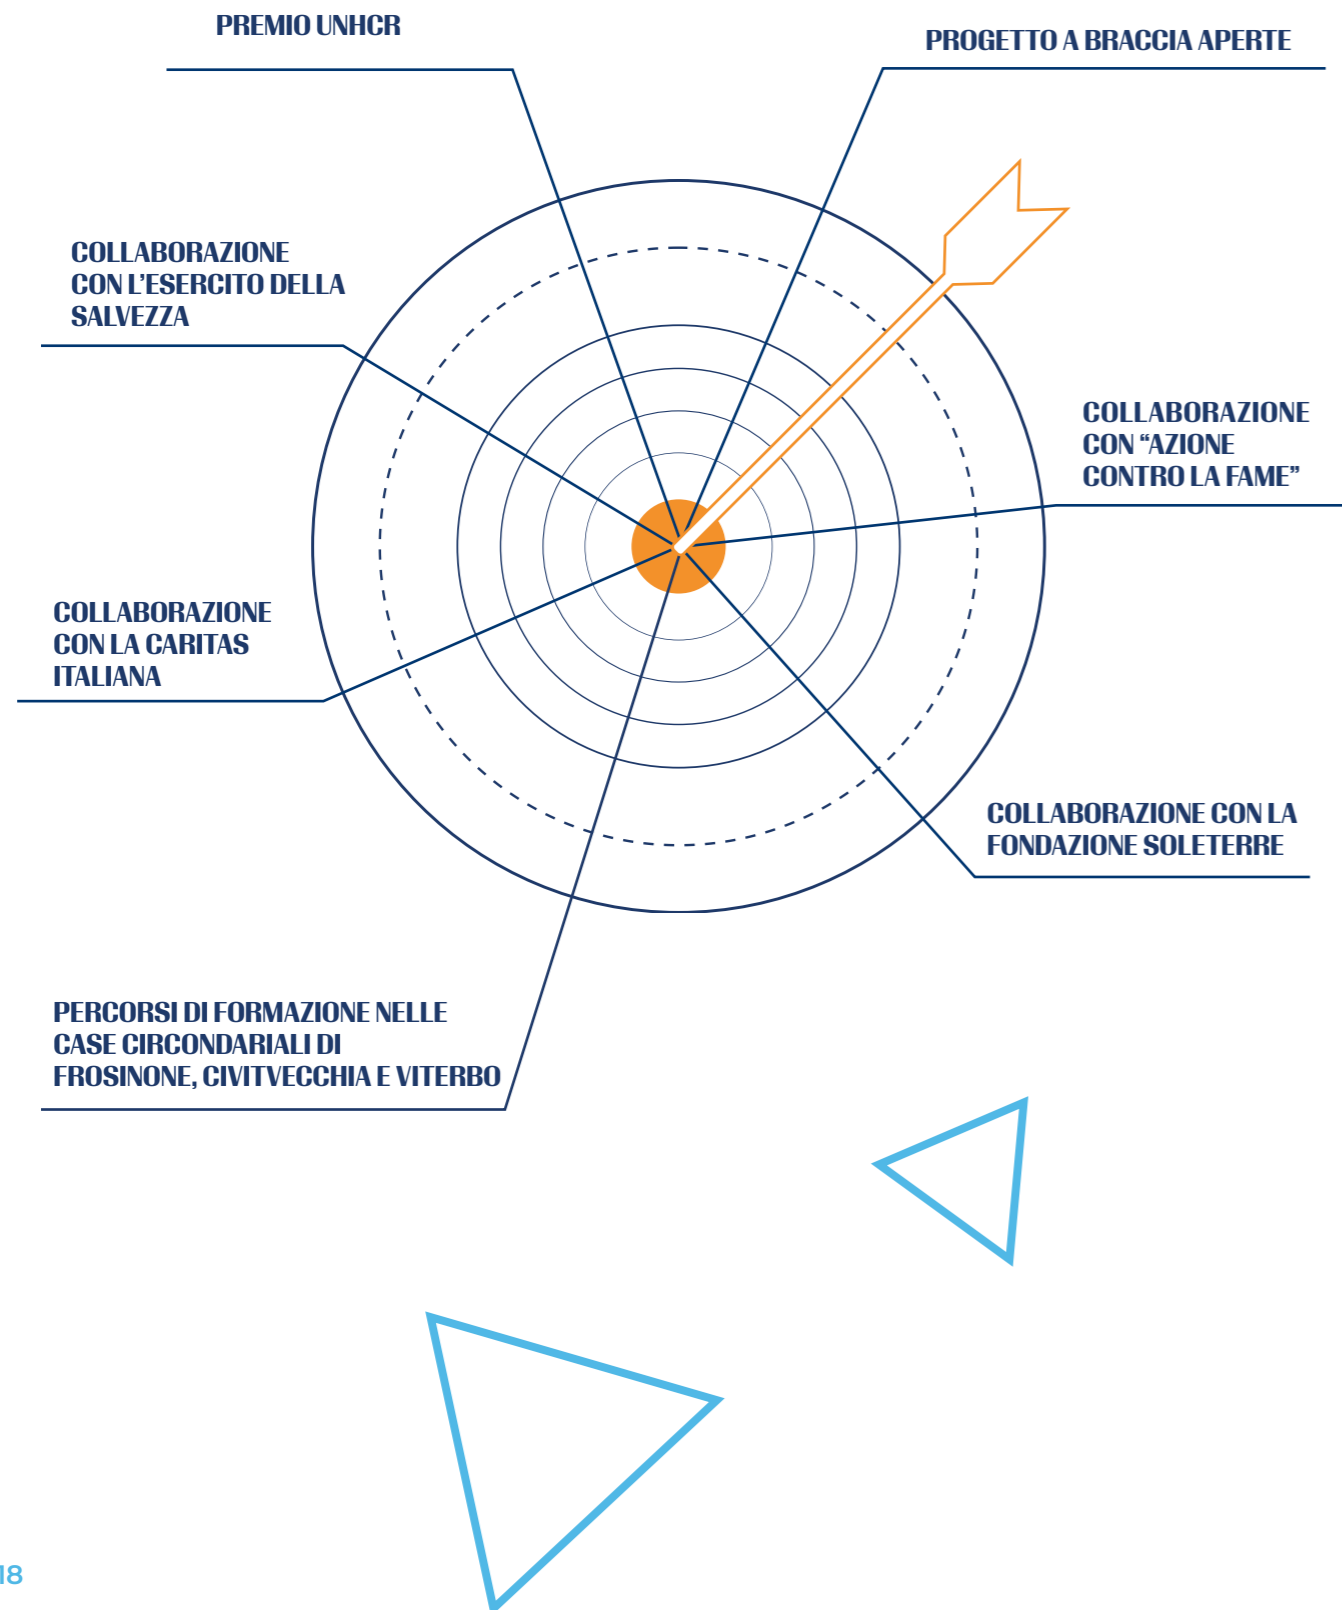 PREMIO UNHCR
PROGETTO A BRACCIA APERTE
COLLABORAZIONE
CON L'ESERCITO DELLA
SALVEZZA
COLLABORAZIONE
CON “AZIONE
CONTRO LA FAME”
COLLABORAZIONE
CON LA CARITAS
ITALIANA
COLLABORAZIONE CON LA
FONDAZIONE SOLETERRE
PERCORSI DI FORMAZIONE NELLE
CASE CIRCONDARIALI DI
FROSINONE, CIVITVECCHIA E VITERBO
18